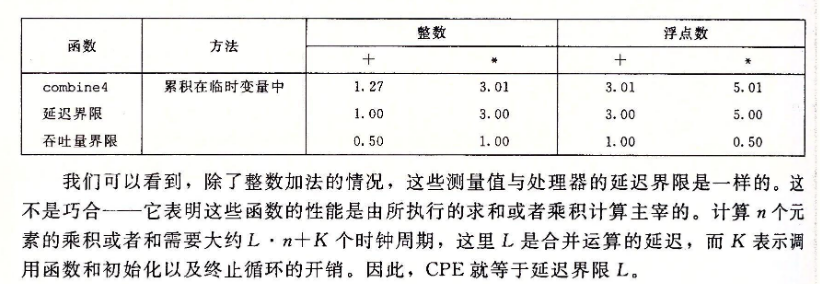 函数 方法 整数 浮点数
+ * + *
combine4 累积在临时变量中 1.27 3.01 3.01 5.01
延迟界限 1.00 3.00 3.00 5.00
吞吐量界限 0.50 1.00 1.00 0.50
我们可以看到，除了整数加法的情况，这些测量值与处理器的延迟界限是一样的。这
不是巧合——它表明这些函数的性能是由所执行的求和或者乘积计算主宰的。计算 n 个元
素的乘积或者和需要大约 L · n+K 个时钟周期，这里 L 是合并运算的延迟，而 K 表示调
用函数和初始化以及终止循环的开销。因此，CPE 就等于延迟界限 L。